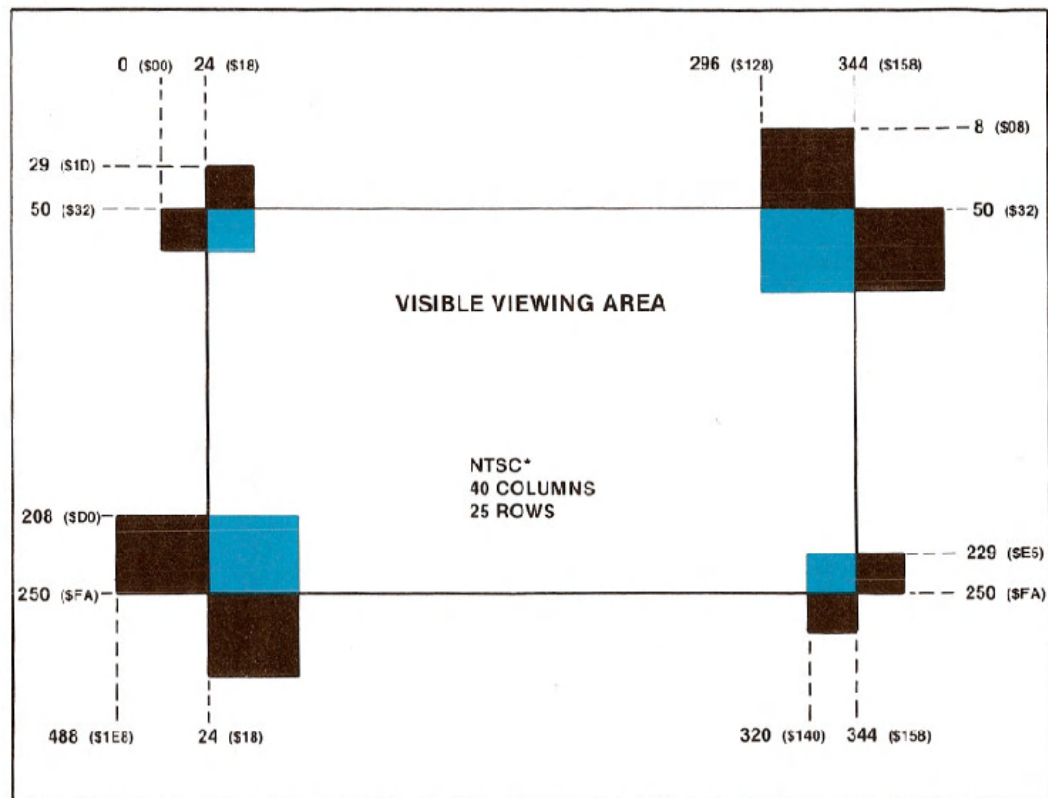 0 ($00) 24 ($18) 296 ($128) 344 ($158)
8 ($08)
29 ($1D)
50 ($32) 50 ($32)
VISIBLE VIEWING AREA
NTSC*
40 COLUMNS
25 ROWS
208 ($D0)
229 ($E5)
250 ($FA) 250 ($FA)
488 ($1E8) 24 ($18) 320 ($140) 344 ($158)